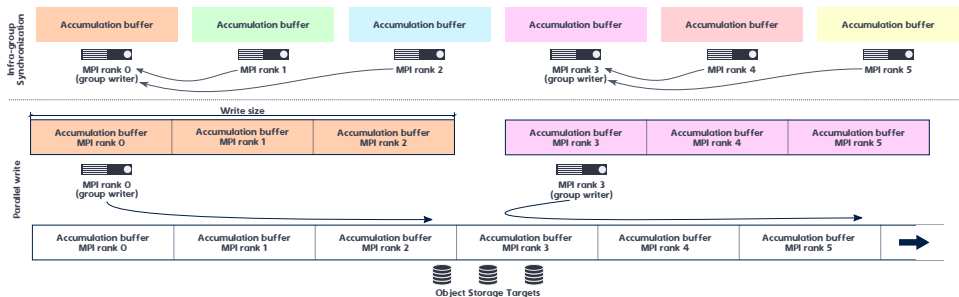 Infra-group
Synchronization
Accumulation buffer
Accumulation buffer
Accumulation buffer
Accumulation buffer
Accumulation buffer
Accumulation buffer
MPI rank 0
(group writer)
MPI rank 1
MPI rank 2
MPI rank 3
(group writer)
MPI rank 4
MPI rank 5
Parallel write
Write size
Accumulation buffer
MPI rank 0
Accumulation buffer
MPI rank 1
Accumulation buffer
MPI rank 2
Accumulation buffer
MPI rank 3
Accumulation buffer
MPI rank 4
Accumulation buffer
MPI rank 5
MPI rank 0
(group writer)
MPI rank 3
(group writer)
Accumulation buffer
MPI rank 0
Accumulation buffer
MPI rank 1
Accumulation buffer
MPI rank 2
Accumulation buffer
MPI rank 3
Accumulation buffer
MPI rank 4
Accumulation buffer
MPI rank 5
Object Storage Targets